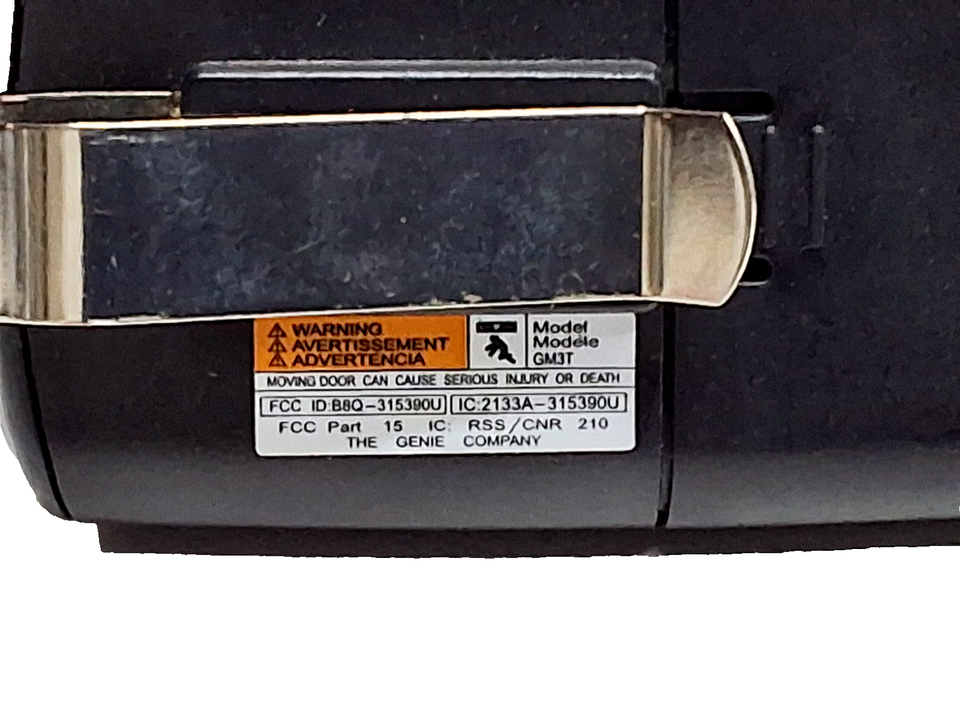 WARNING
AVERTISSEMENT
ADVERTENCIA
Model
Modéle
GM3T
MOVING DOOR CAN CAUSE SERIOUS INJURY OR DEATH
FCC ID:B8Q-315390U IC:2133A-315390U
FCC Part 15 IC: RSS/CNR 210
THE GENIE COMPANY